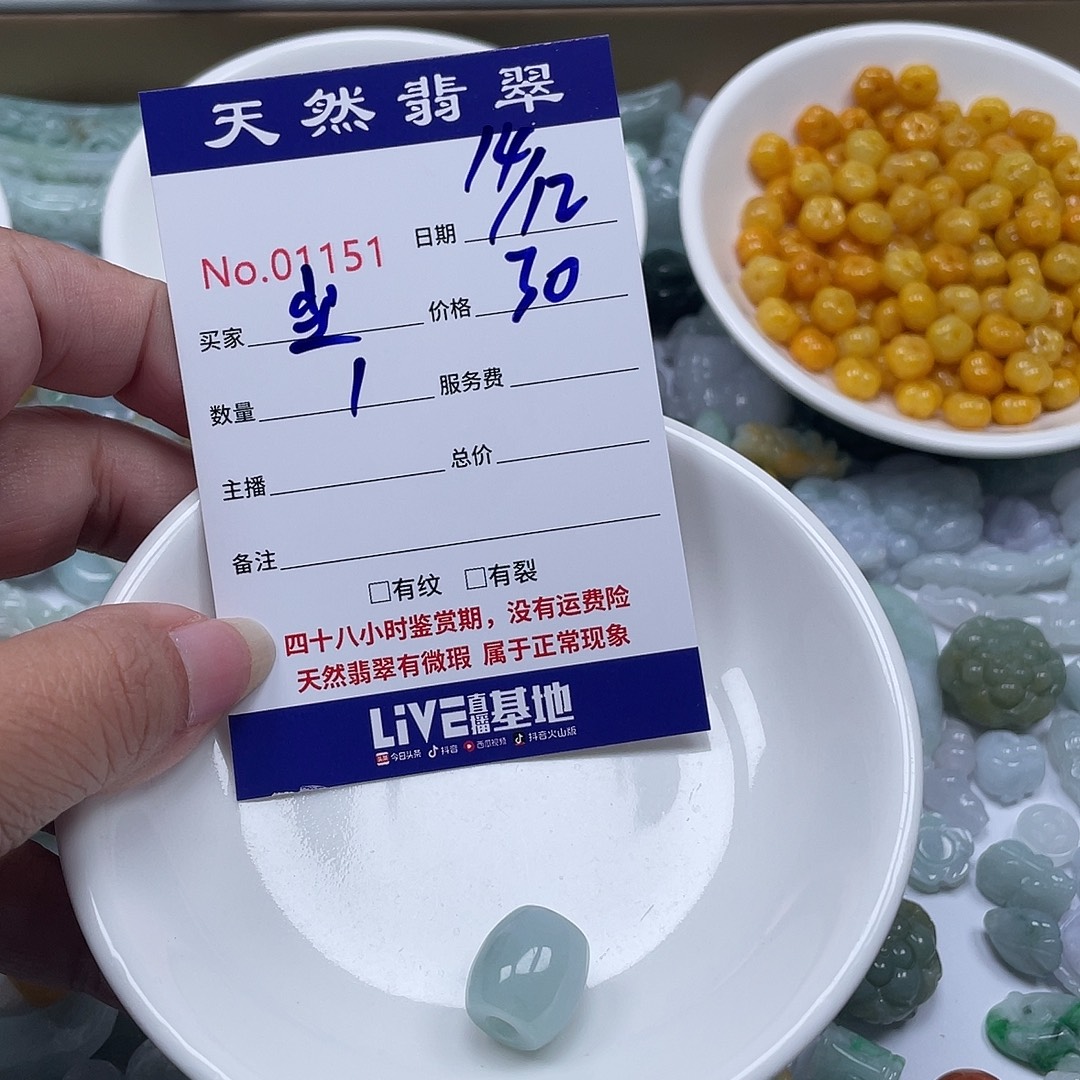 天然翡翠
日期 14/12
No.01151
买家 价格 30
数量 1 服务费
主播 总价
备注
□有纹 □有裂
四十八小时鉴赏期，没有运费险
天然翡翠有微瑕 属于正常现象
LiVE直播基地
头条 今日头条 抖音 西瓜视频 抖音火山版